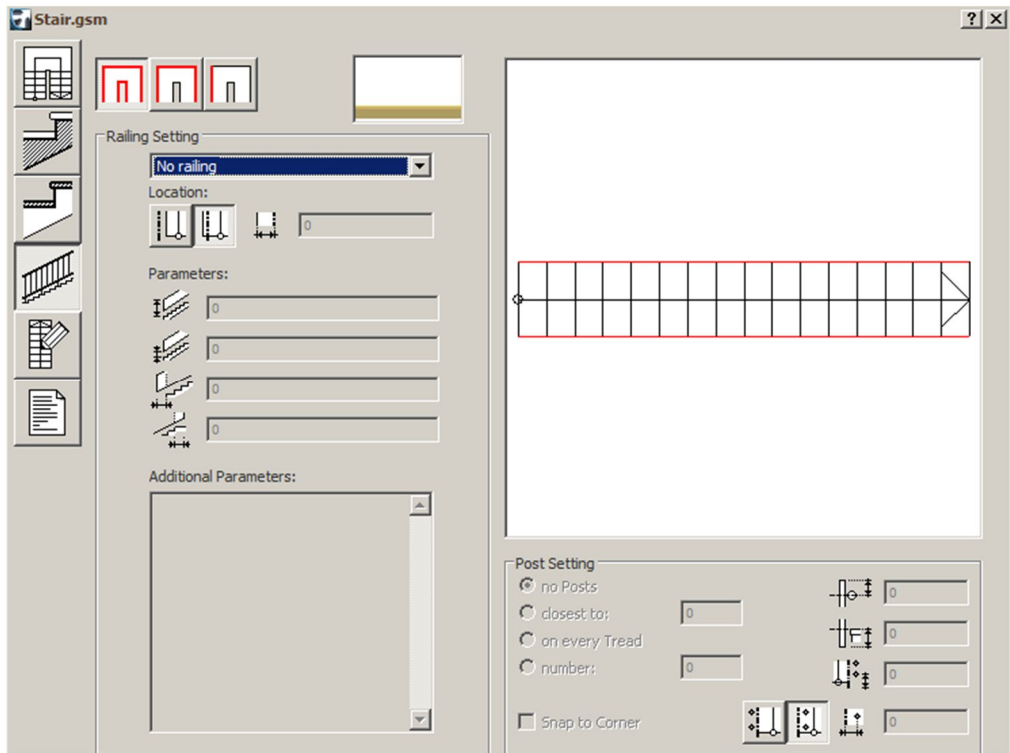 Stair.gsm
Railing Setting
No railing
Location:
0
Parameters:
0
0
0
0
Additional Parameters:
Post Setting
no Posts
closest to:
0
on every Tread
number:
0
Snap to Corner
0
0
0
0